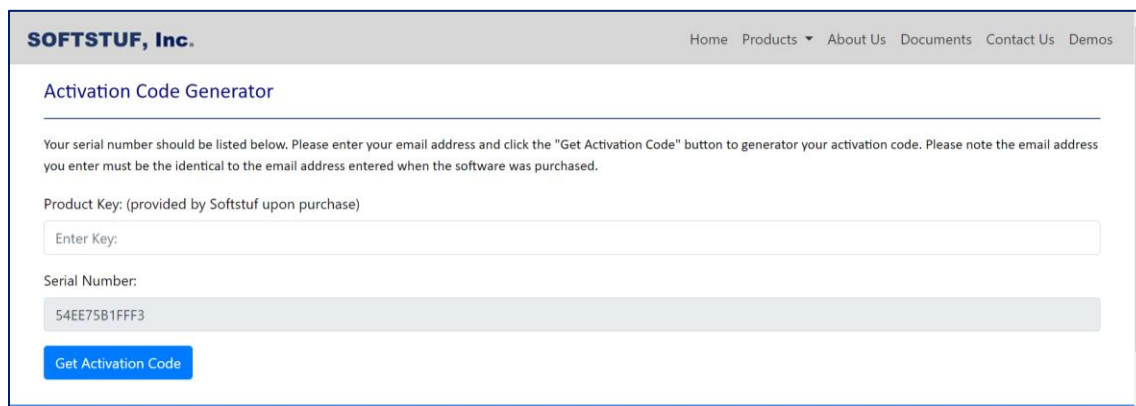 SOFTSTUF, Inc.
Home Products About Us Documents Contact Us Demos
Activation Code Generator
Your serial number should be listed below. Please enter your email address and click the "Get Activation Code" button to generator your activation code. Please note the email address
you enter must be the identical to the email address entered when the software was purchased.
Product Key: (provided by Softstuf upon purchase)
Enter Key:
Serial Number:
54EE75B1FFF3
Get Activation Code